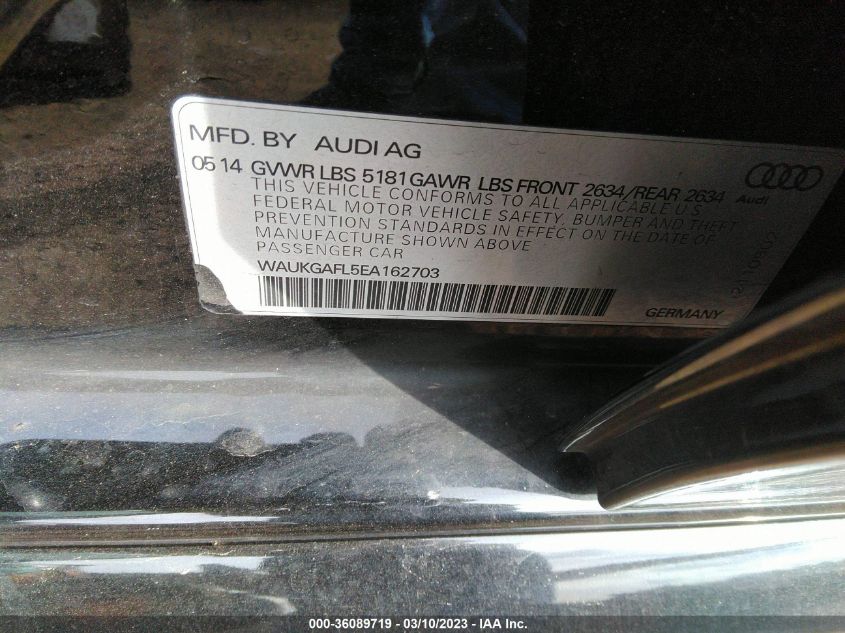 MFD. BY AUDI AG
05 14 GVWR LBS 5181 GAWR LBS FRONT 2634/REAR 2634
THIS VEHICLE CONFORMS TO ALL APPLICABLE U.S.
FEDERAL MOTOR VEHICLE SAFETY, BUMPER AND THEFT
PREVENTION STANDARDS IN EFFECT ON THE DATE OF
MANUFACTURE SHOWN ABOVE
PASSENGER CAR
WAUKGAFL5EA162703
Audi
GERMANY
000-36089719 - 03/10/2023 - IAA Inc.